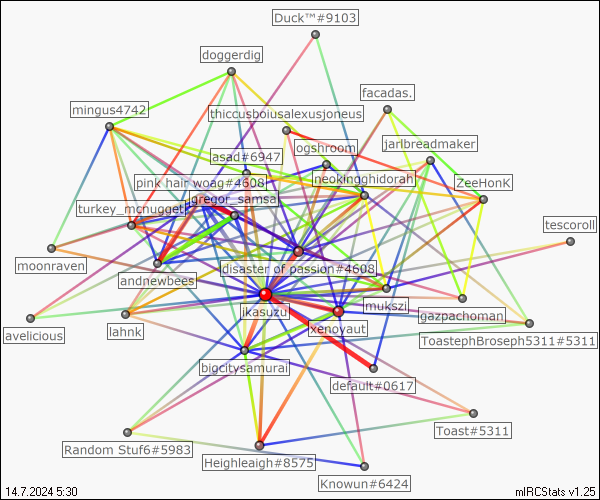 Duck™#9103
doggerdig
facadas.
mingus4742
thiccusboiusalexusjoneus
jarlbreadmaker
ogshroom
asad#6947
neokingghidorah
pink hair woag#4608
ZeeHonk
gregor_samsa
turkey_mcnugget
tescoroll
moonraven
disaster of passion#4608
andnewbees
mukszi
jikasuzu
gazpachoman
avelicious
lahnk
xenoyaut
ToastephBroseph5311#5311
bigcitysamurai
default#0617
Toast#5311
Random Stuf6#5983
Heighleigh#8575
Knowun#6424
14.7.2024 5:30
mIRCStats v1.25